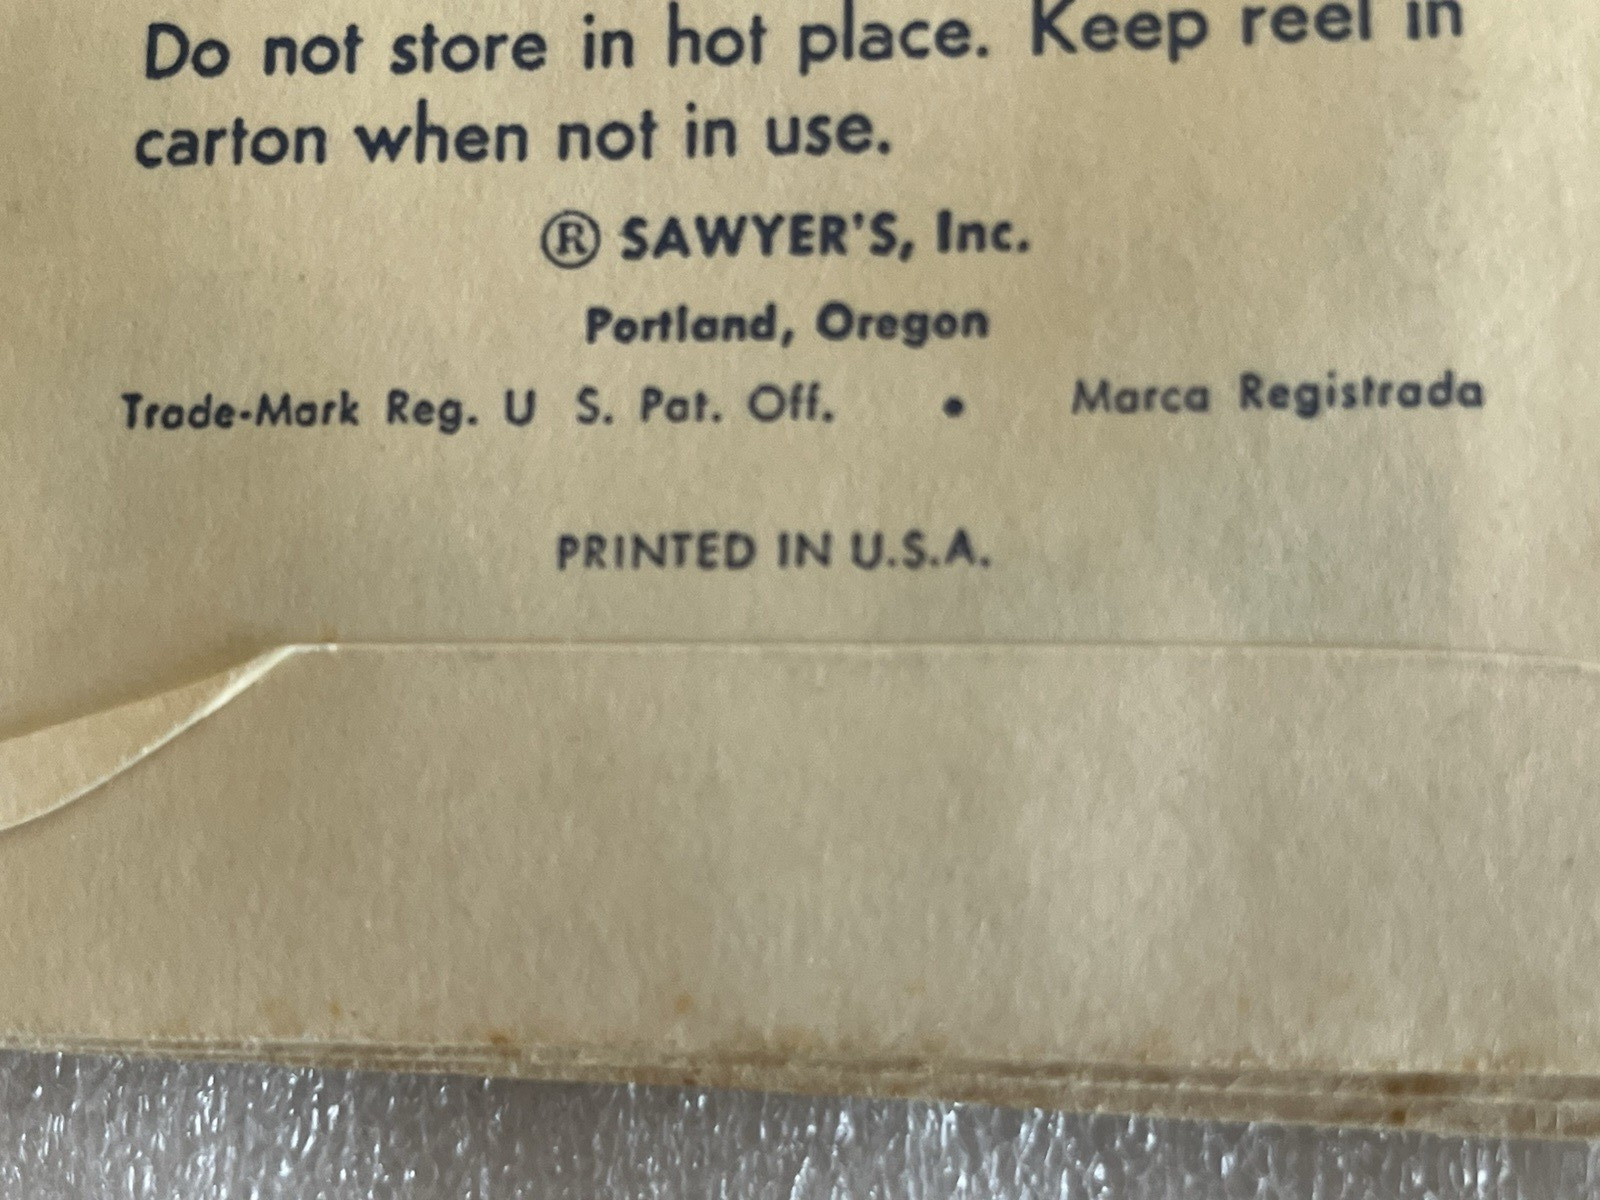 Do not store in hot place. Keep reel in
carton when not in use.
® SAWYER'S, Inc.
Portland, Oregon
Trade-Mark Reg. U S. Pat. Off. • Marca Registrada
PRINTED IN U.S.A.